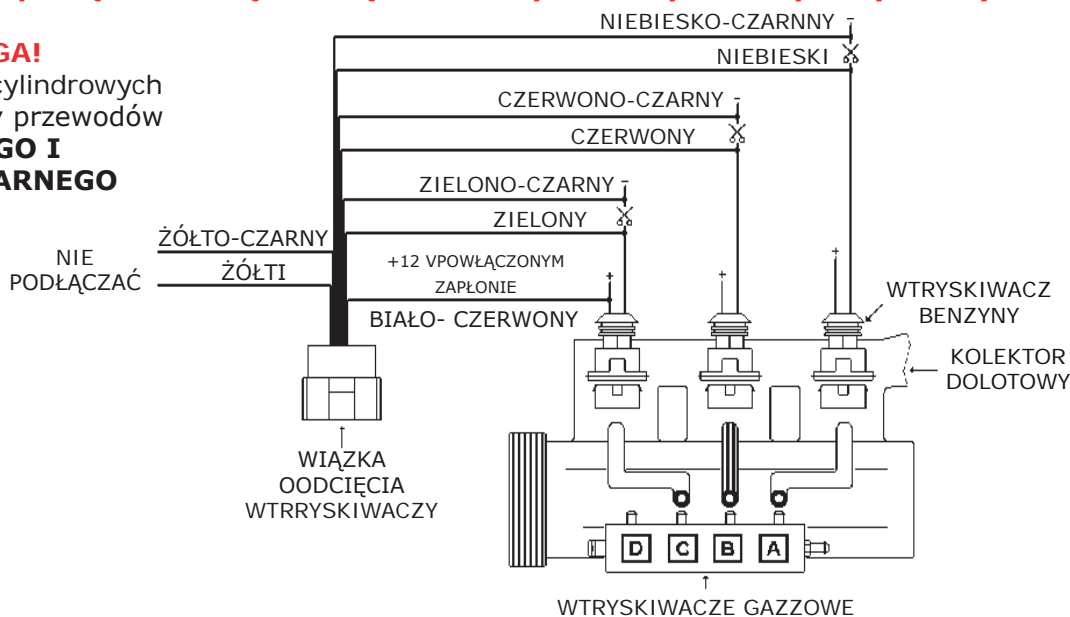 NIEBIESKO-CZARNNY -
GA!
NIEBIESKI
cylindrowych
CZERWONO-CZARNY -
przewodów
CZERWONY
GO I
ARNEGO
ZIELONO-CZARNY -
ZIELONY
ŻÓŁTO-CZARNY
NIE
PODŁĄCZAĆ
ŻÓŁTI
+12 VPOWŁĄCZONYM
ZAPŁONIE
BIAŁO- CZERWONY
+
+
+
WTRYSKIWACZ
BENZYNY
KOLEKTOR
DOLOTOWY
WIĄZKA
OODCIĘCIA
WTRRYSKIWACZY
D C B A
WTRYSKIWACZE GAZZOWE